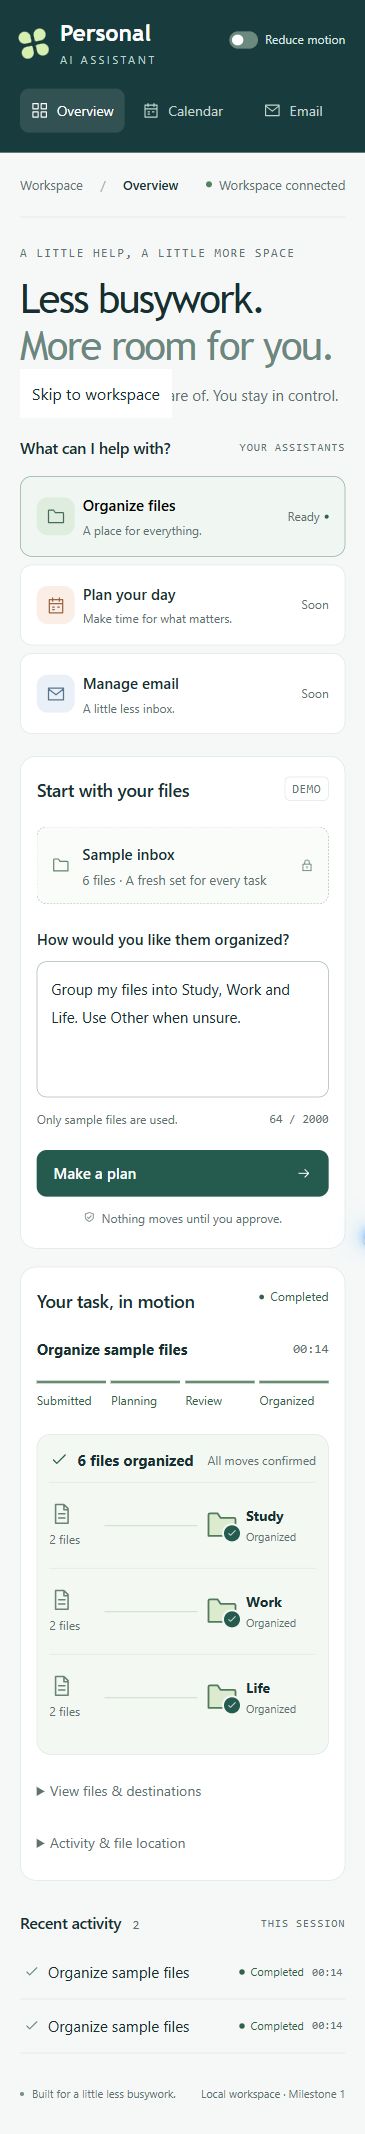 Personal
AI ASSISTANT
Reduce motion
Overview
Calendar
Email
Workspace / Overview
Workspace connected
A LITTLE HELP, A LITTLE MORE SPACE
Less busywork.
More room for you.
Skip to workspace
are of. You stay in control.
What can I help with?
YOUR ASSISTANTS
Organize files
A place for everything.
Ready
Plan your day
Make time for what matters.
Soon
Manage email
A little less inbox.
Soon
Start with your files
DEMO
Sample inbox
6 files · A fresh set for every task
How would you like them organized?
Group my files into Study, Work and
Life. Use Other when unsure.
Only sample files are used.
64 / 2000
Make a plan
Nothing moves until you approve.
Your task, in motion
Completed
Organize sample files
00:14
Submitted
Planning
Review
Organized
6 files organized
All moves confirmed
2 files
Study
Organized
2 files
Work
Organized
2 files
Life
Organized
View files & destinations
Activity & file location
Recent activity 2
THIS SESSION
Organize sample files
Completed 00:14
Organize sample files
Completed 00:14
Built for a little less busywork.
Local workspace · Milestone 1